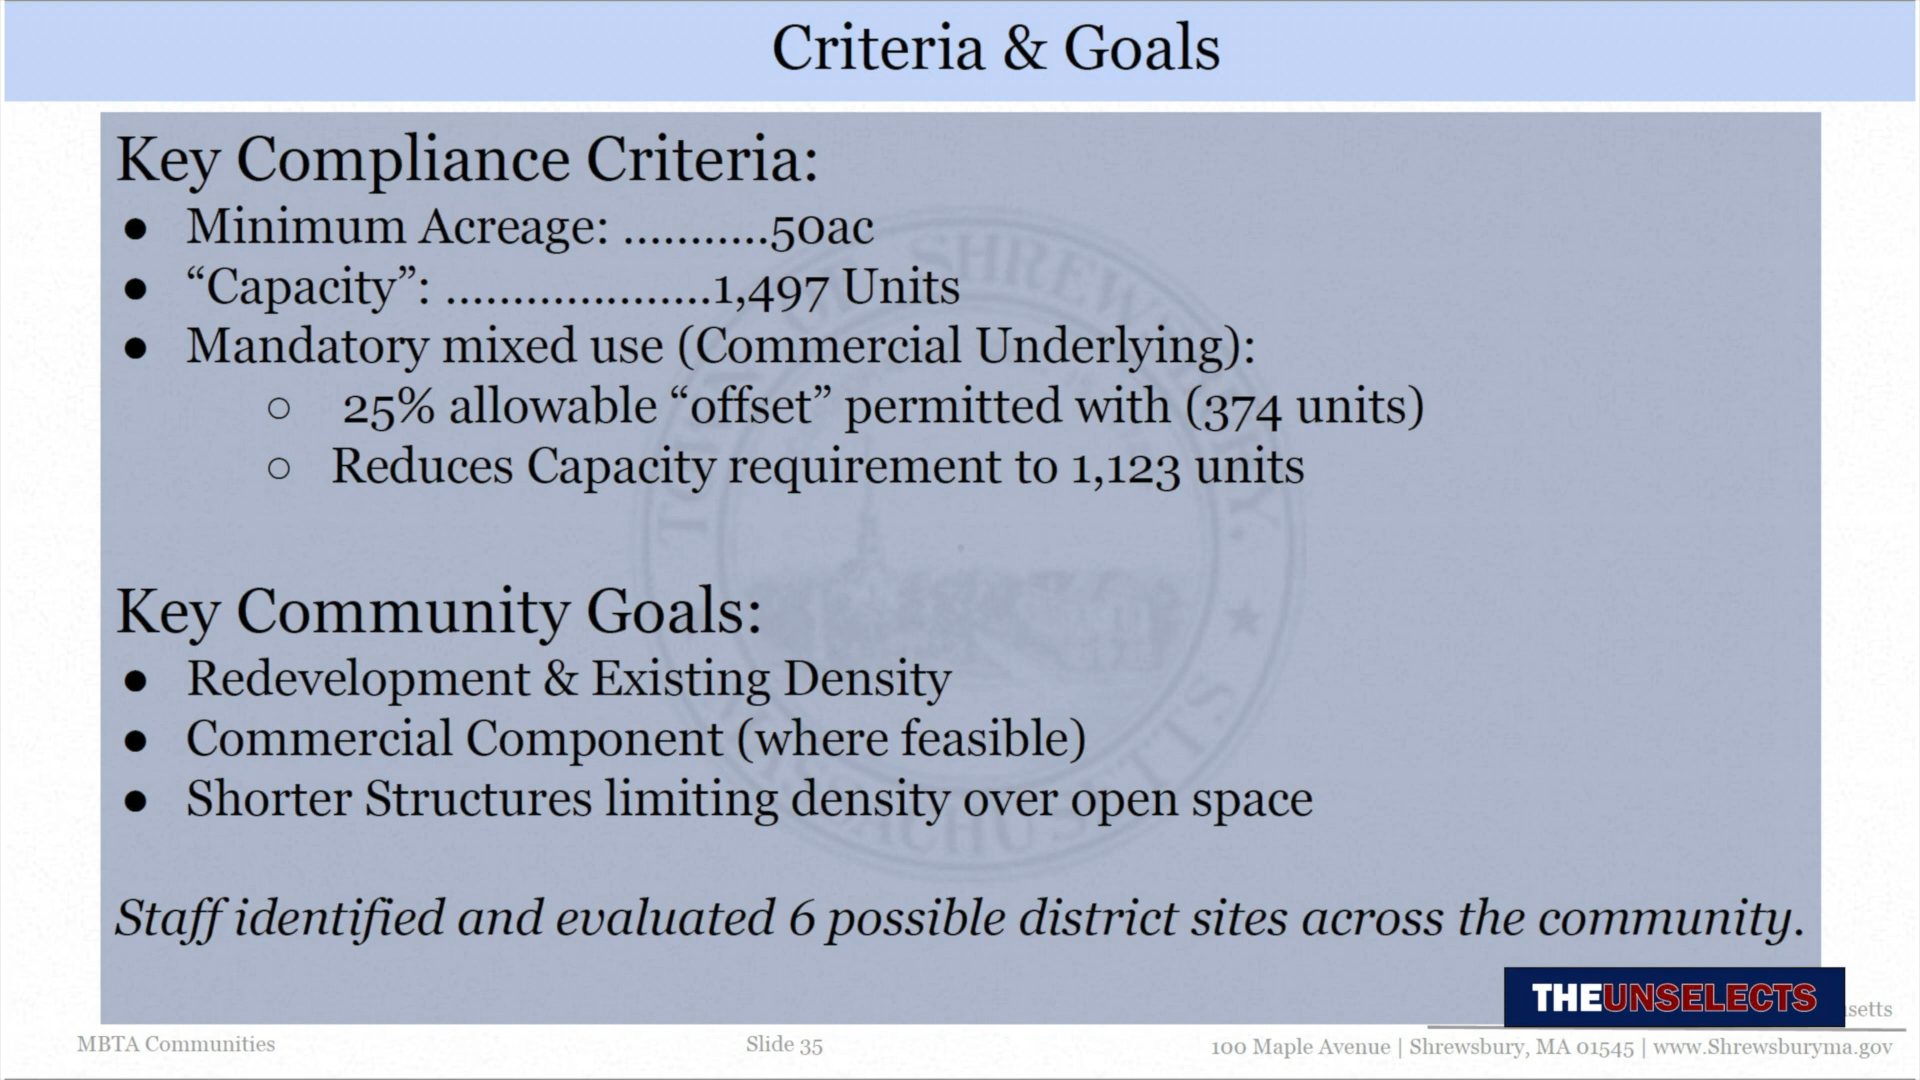 Criteria & Goals
Key Compliance Criteria:
● Minimum Acreage: ...........50ac
● “Capacity”: ....................1,497 Units
● Mandatory mixed use (Commercial Underlying):
○ 25% allowable “offset” permitted with (374 units)
○ Reduces Capacity requirement to 1,123 units
Key Community Goals:
● Redevelopment & Existing Density
● Commercial Component (where feasible)
● Shorter Structures limiting density over open space
Staff identified and evaluated 6 possible district sites across the community.
THEUNSELECTS
setts
MBTA Communities
Slide 35
100 Maple Avenue | Shrewsbury, MA 01545 | www.Shrewsburyma.gov